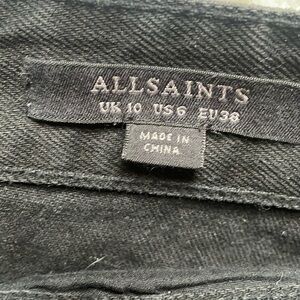 ALLSAINTS
UK 10 US 6 EU 38
MADE IN
CHINA